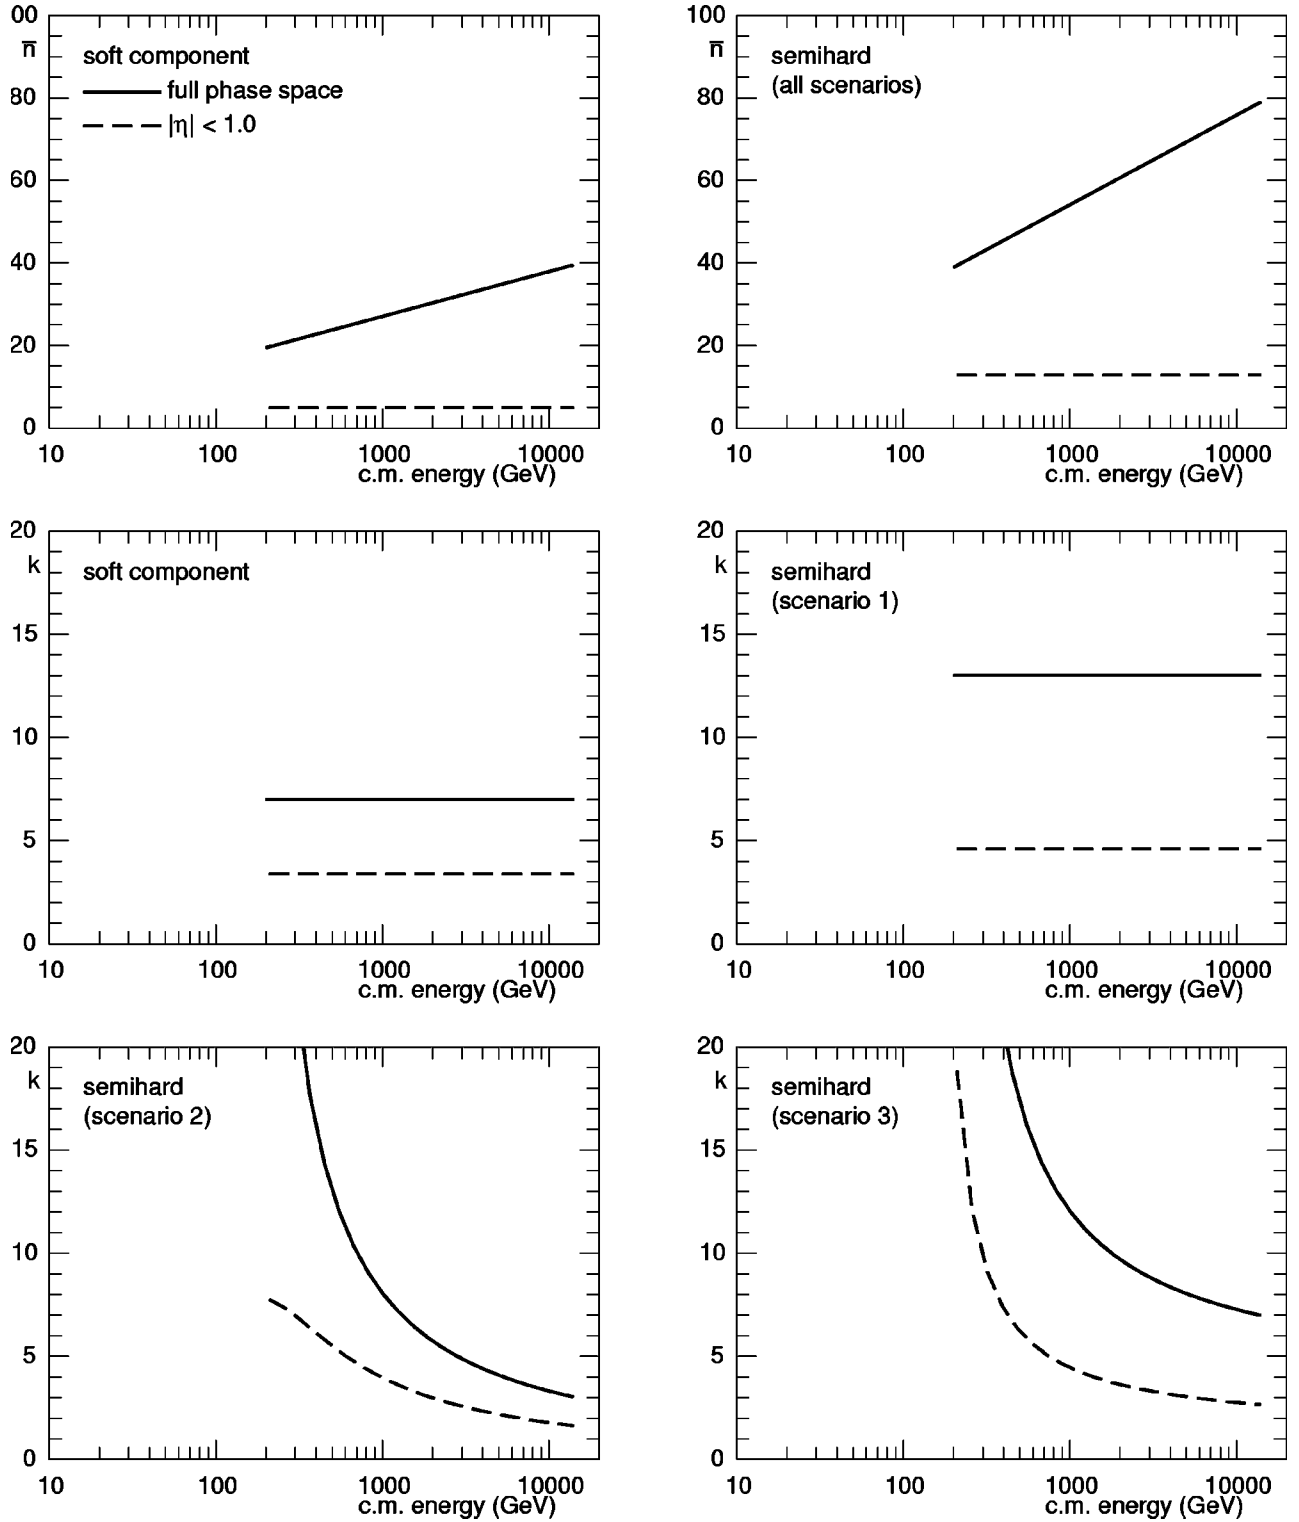 00
n̅
soft component
full phase space
|η| < 1.0
00
60
40
20
0
10
100
1000
10000
c.m. energy (GeV)
100
n̅
semihard
(all scenarios)
80
60
40
20
0
10
100
1000
10000
c.m. energy (GeV)
20
k
soft component
15
10
5
0
10
100
1000
10000
c.m. energy (GeV)
20
k
semihard
(scenario 1)
15
10
5
0
10
100
1000
10000
c.m. energy (GeV)
20
k
semihard
(scenario 2)
15
10
5
0
10
100
1000
10000
c.m. energy (GeV)
20
k
semihard
(scenario 3)
15
10
5
0
10
100
1000
10000
c.m. energy (GeV)